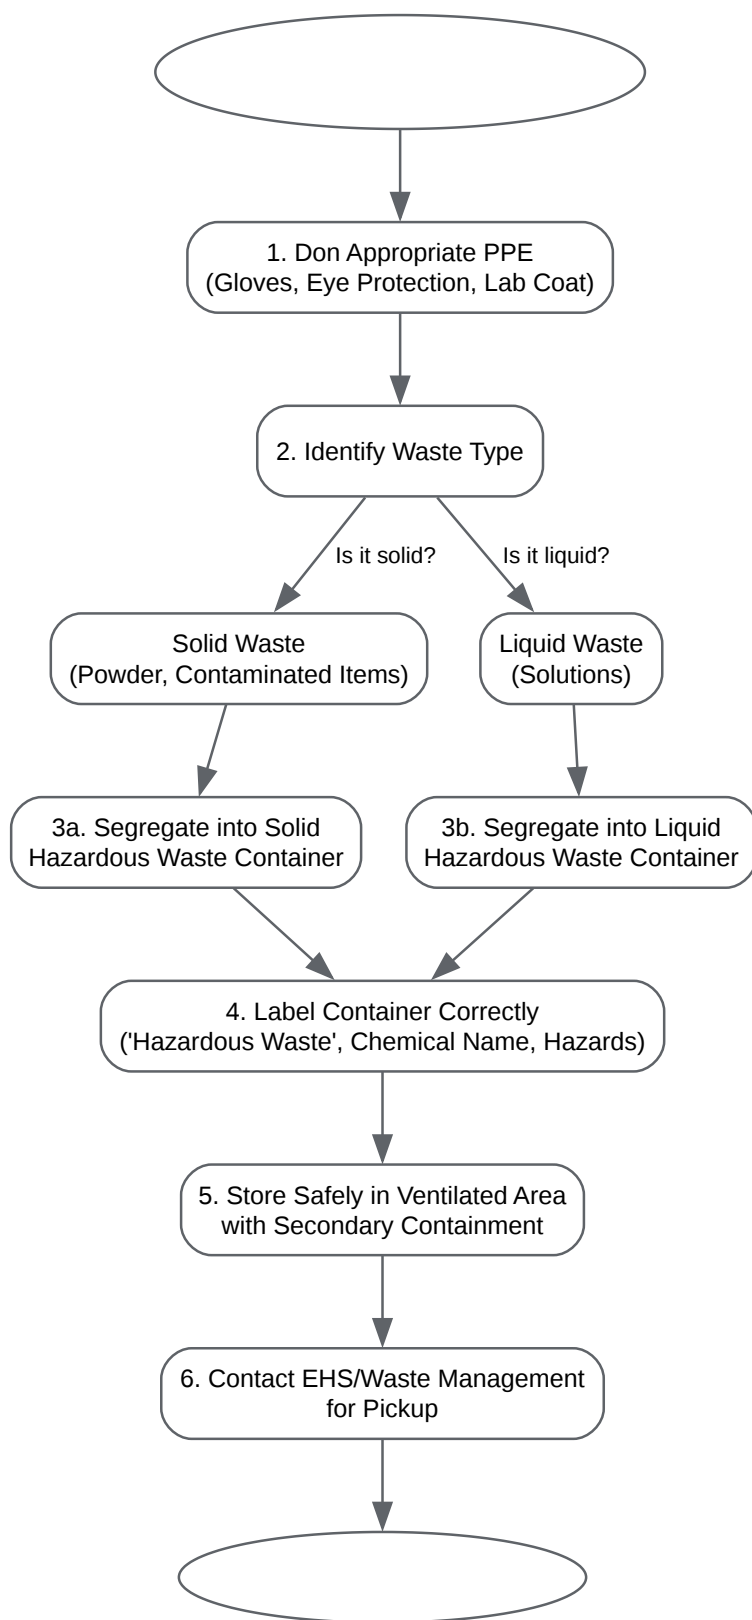 1. Don Appropriate PPE
(Gloves, Eye Protection, Lab Coat)
2. Identify Waste Type
Is it solid?
Is it liquid?
Solid Waste
(Powder, Contaminated Items)
Liquid Waste
(Solutions)
3a. Segregate into Solid
Hazardous Waste Container
3b. Segregate into Liquid
Hazardous Waste Container
4. Label Container Correctly
('Hazardous Waste', Chemical Name, Hazards)
5. Store Safely in Ventilated Area
with Secondary Containment
6. Contact EHS/Waste Management
for Pickup